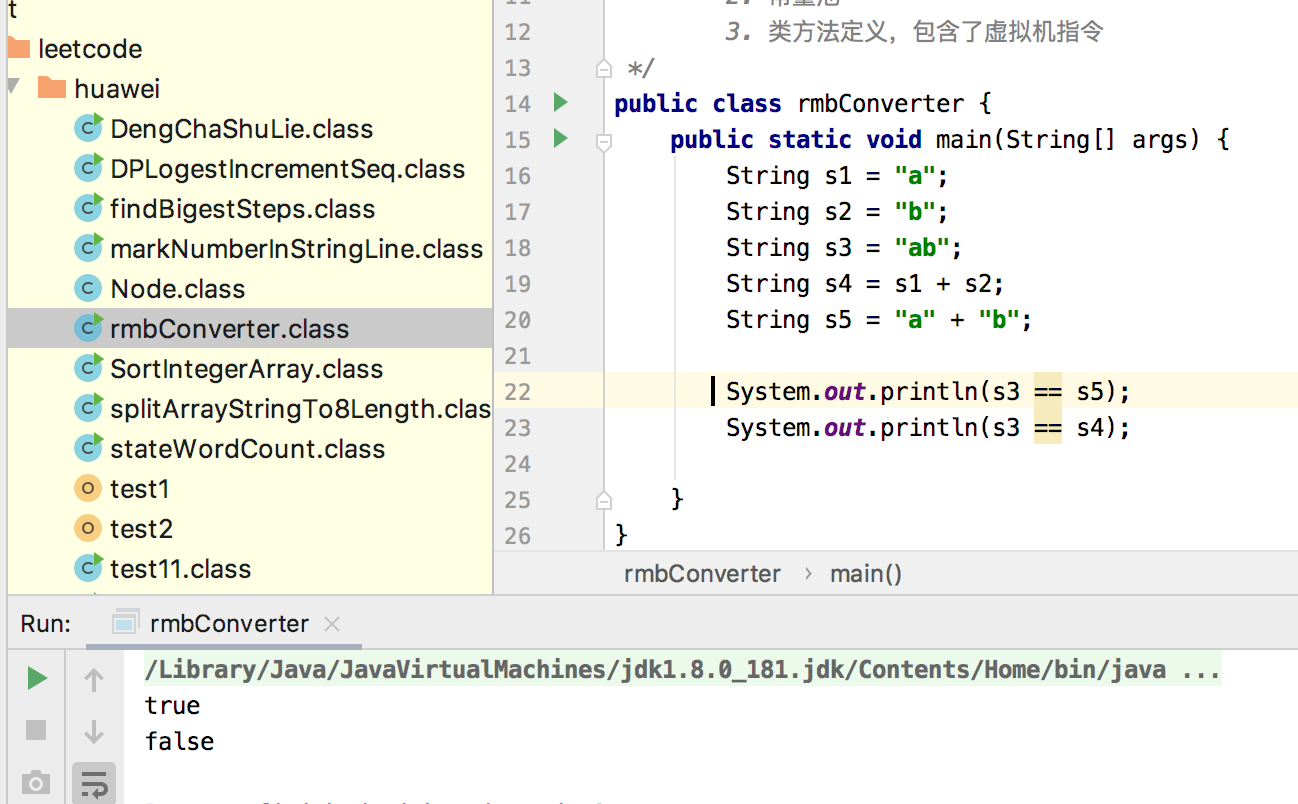 t
leetcode
huawei
DengChaShuLie.class
DPLogestIncrementSeq.class
findBigestSteps.class
markNumberInStringLine.class
Node.class
rmbConverter.class
SortIntegerArray.class
splitArrayStringTo8Length.clas
stateWordCount.class
test1
test2
test11.class
11 2. 常量池
12 3. 类方法定义，包含了虚拟机指令
13 */
14 public class rmbConverter {
15 public static void main(String[] args) {
16 String s1 = "a";
17 String s2 = "b";
18 String s3 = "ab";
19 String s4 = s1 + s2;
20 String s5 = "a" + "b";
21
22 System.out.println(s3 == s5);
23 System.out.println(s3 == s4);
24
25 }
26 }
rmbConverter › main()
Run: rmbConverter ×
/Library/Java/JavaVirtualMachines/jdk1.8.0_181.jdk/Contents/Home/bin/java ...
true
false